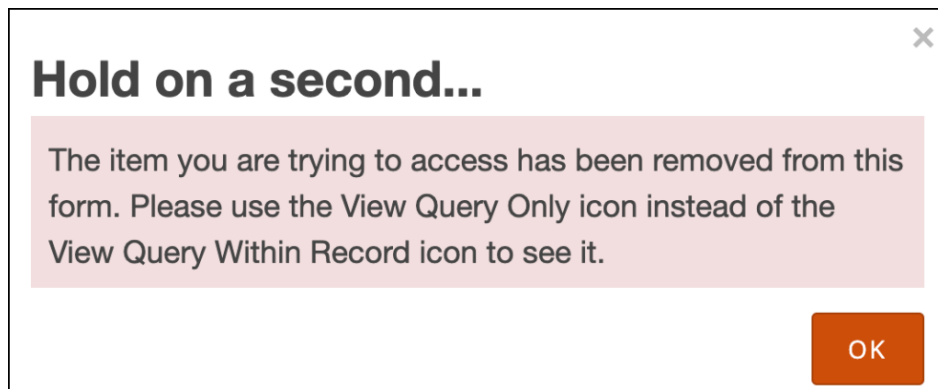 ×
Hold on a second...
The item you are trying to access has been removed from this
form. Please use the View Query Only icon instead of the
View Query Within Record icon to see it.
OK